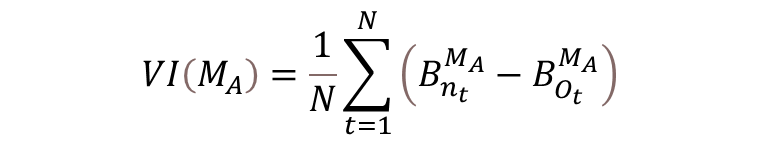 VI(M_A) = \frac{1}{N} \sum_{t=1}^{N} \left( B_{n_t}^{M_A} - B_{O_t}^{M_A} \right)